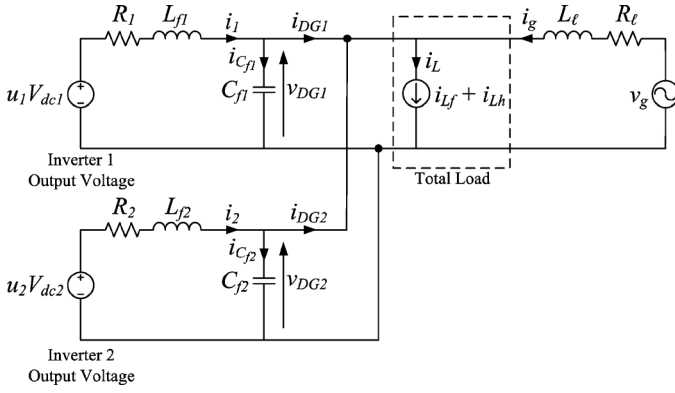 R1 Lf1 i1 iDG1 ig Lℓ Rℓ
iCf1 iL
u1Vdc1 + − Cf1 vDG1 iLf + iLh vg
Inverter 1
Output Voltage
Total Load
R2 Lf2 i2 iDG2
iCf2
u2Vdc2 + − Cf2 vDG2
Inverter 2
Output Voltage